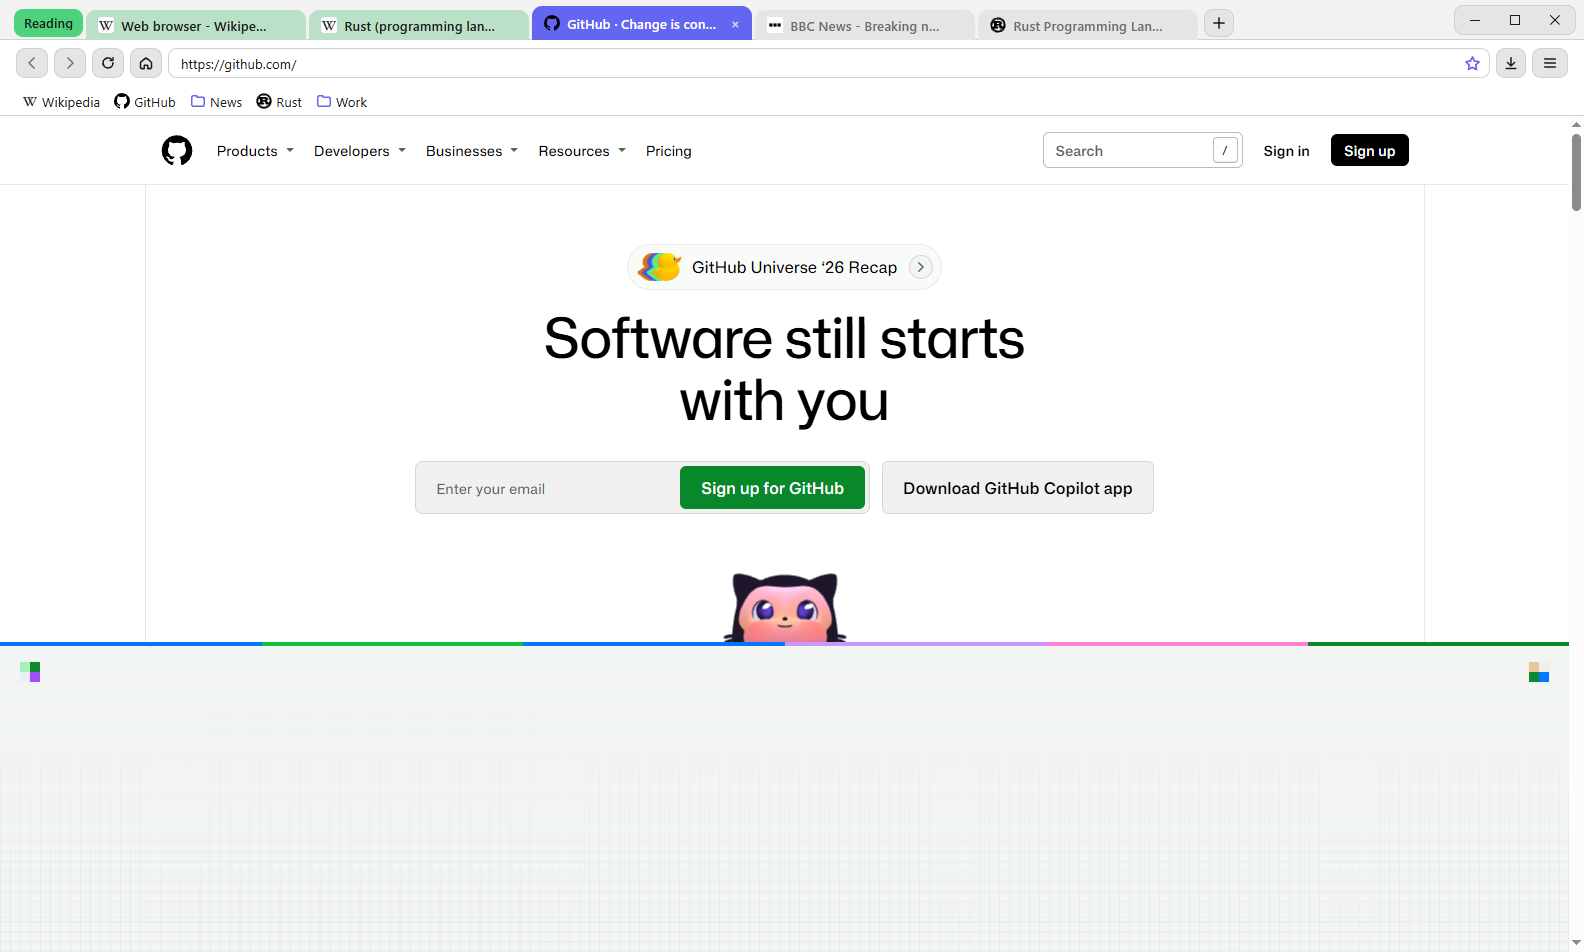 Reading
Web browser - Wikipe...
Rust (programming lan...
GitHub · Change is con...
BBC News - Breaking n...
Rust Programming Lan...
https://github.com/
Wikipedia
GitHub
News
Rust
Work
Products
Developers
Businesses
Resources
Pricing
Search
/
Sign in
Sign up
GitHub Universe ‘26 Recap
Software still starts
with you
Enter your email
Sign up for GitHub
Download GitHub Copilot app